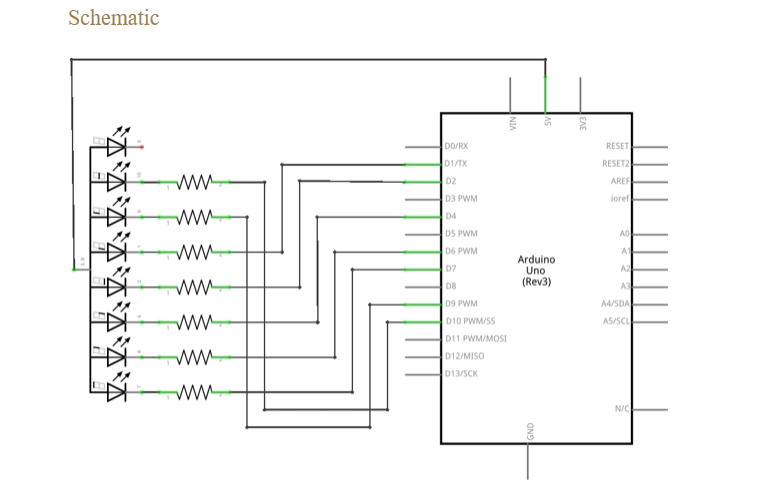 Schematic
VIN
5V
3V3
D0/RX
D1/TX
D2
D3 PWM
D4
D5 PWM
D6 PWM
D7
D8
D9 PWM
D10 PWM/SS
D11 PWM/MOSI
D12/MISO
D13/SCK
Arduino
Uno
(Rev3)
RESET
RESET2
AREF
ioref
A0
A1
A2
A3
A4/SDA
A5/SCL
N/C
GND